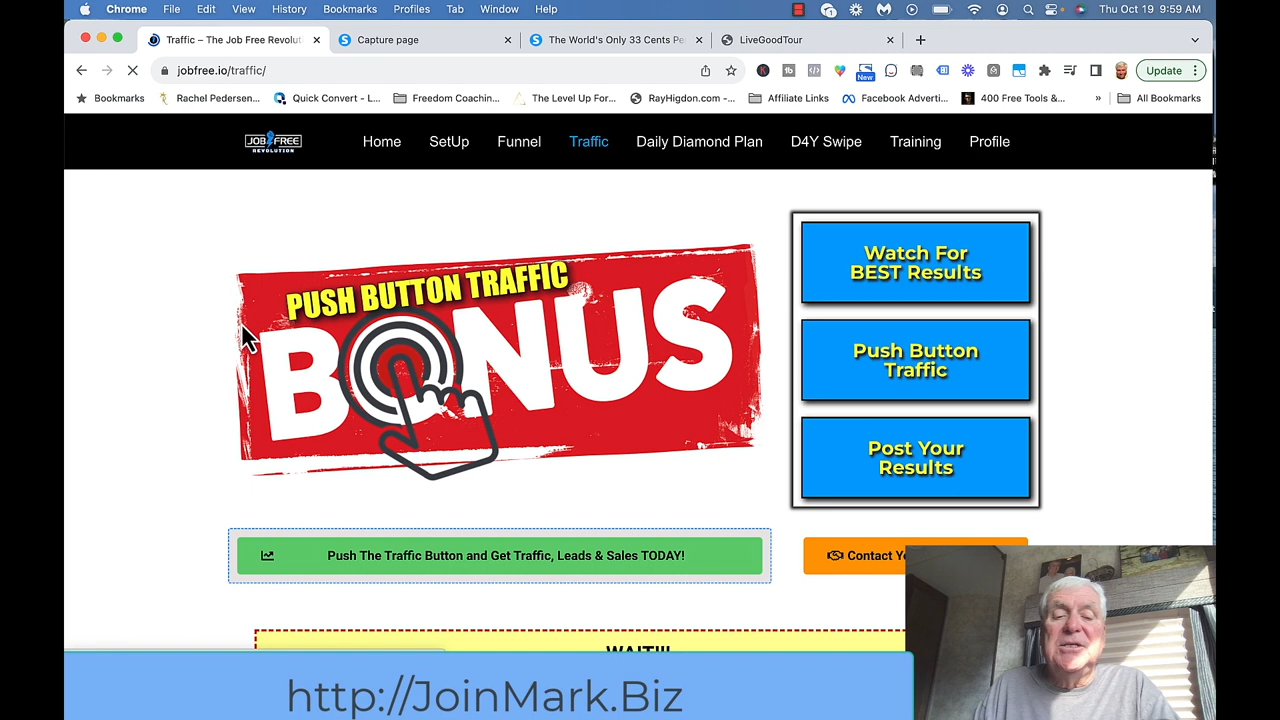 Chrome File Edit View History Bookmarks Profiles Tab Window Help
1
Thu Oct 19 9:59 AM
Traffic – The Job Free Revolut
Capture page
The World's Only 33 Cents Pe
LiveGoodTour
jobfree.io/traffic/
New
Update
Bookmarks
Rachel Pedersen...
Quick Convert - L...
Freedom Coachin...
The Level Up For...
RayHigdon.com -...
Affiliate Links
Facebook Adverti...
400 Free Tools &...
»
All Bookmarks
JOB FREE
REVOLUTION
Home SetUp Funnel Traffic Daily Diamond Plan D4Y Swipe Training Profile
PUSH BUTTON TRAFFIC
BONUS
Watch For
BEST Results
Push Button
Traffic
Post Your
Results
Push The Traffic Button and Get Traffic, Leads & Sales TODAY!
Contact
WAIT!!!
http://JoinMark.Biz